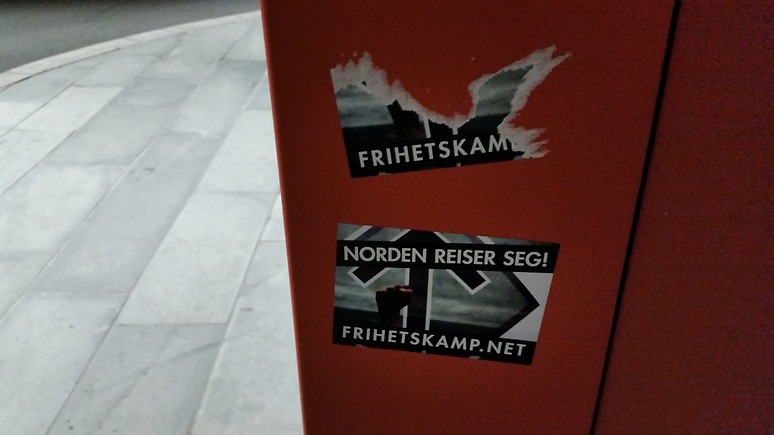 FRIHETSKAM
NORDEN REISER SEG!
FRIHETSKAMP.NET